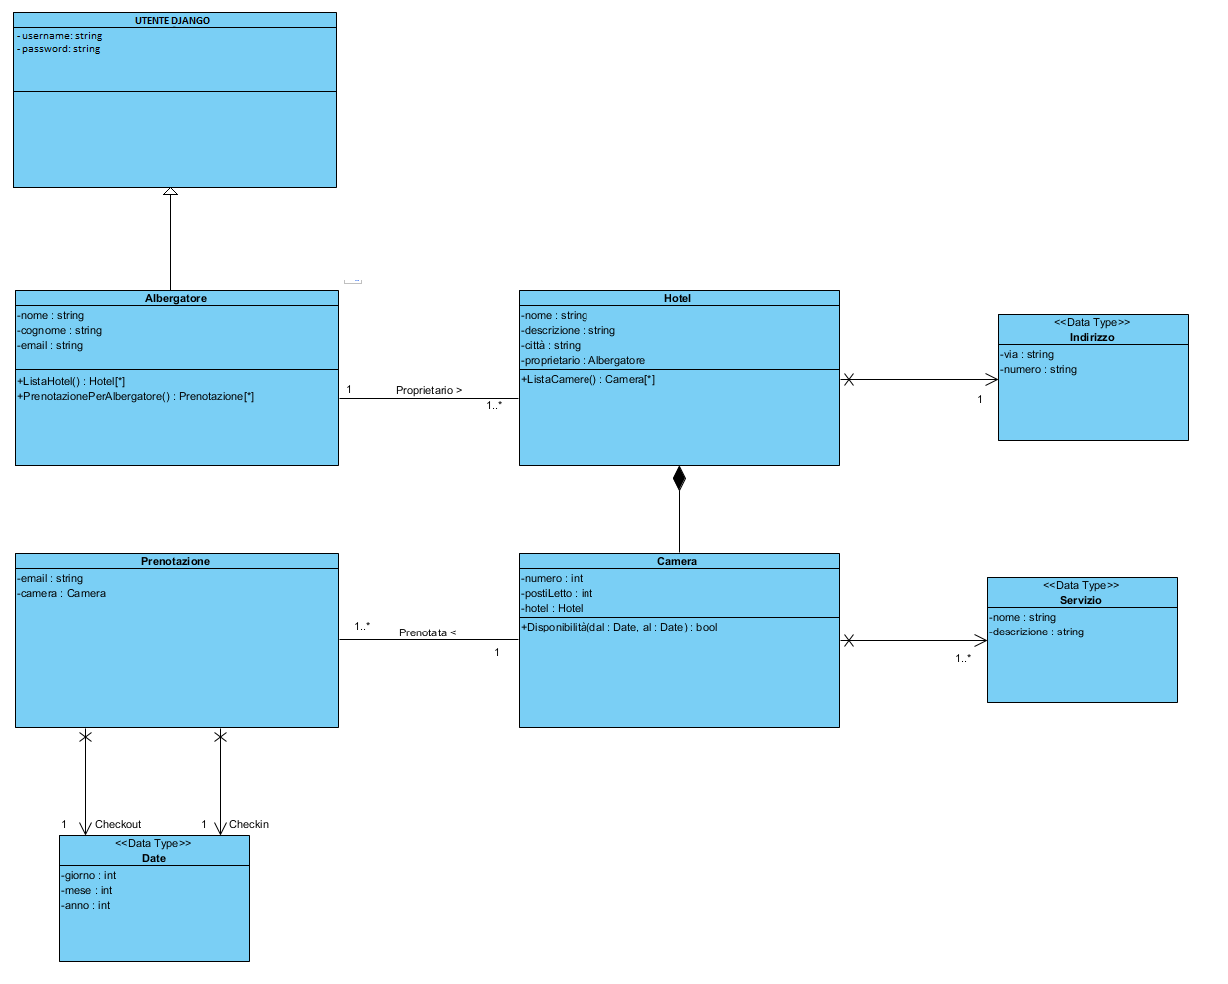 UTENTE DJANGO
- username: string
- password: string
Albergatore
-nome : string
-cognome : string
-email : string
+ListaHotel() : Hotel[*]
+PrenotazionePerAlbergatore() : Prenotazione[*]
1
Proprietario >
1..*
Hotel
-nome : string
-descrizione : string
-città : string
-proprietario : Albergatore
+ListaCamere() : Camera[*]
1
<<Data Type>>
Indirizzo
-via : string
-numero : string
Prenotazione
-email : string
-camera : Camera
1..*
Prenotata <
1
Camera
-numero : int
-postiLetto : int
-hotel : Hotel
+Disponibilità(dal : Date, al : Date) : bool
1..*
<<Data Type>>
Servizio
-nome : string
-descrizione : string
1
Checkout
1
Checkin
<<Data Type>>
Date
-giorno : int
-mese : int
-anno : int